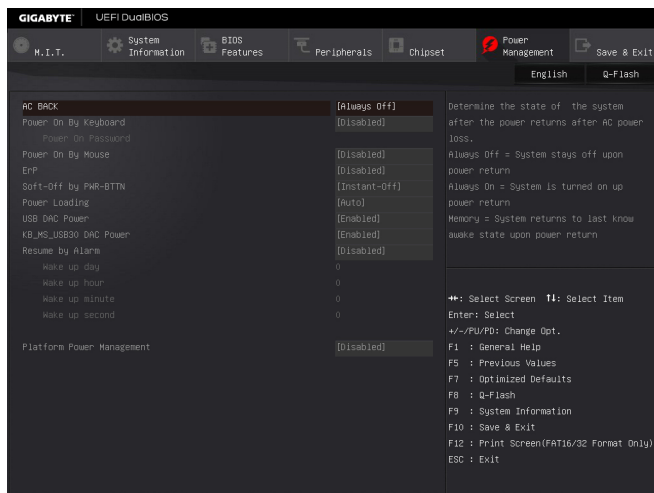 GIGABYTE™ UEFI DualBIOS
M.I.T.
System Information
BIOS Features
Peripherals
Chipset
Power Management
Save & Exit
English Q-Flash
AC BACK [Always Off]
Power On By Keyboard [Disabled]
Power On Password
Power On By Mouse [Disabled]
ErP [Disabled]
Soft-Off by PWR-BTTN [Instant-Off]
Power Loading [Auto]
USB DAC Power [Enabled]
KB_MS_USB30 DAC Power [Enabled]
Resume by Alarm [Disabled]
Wake up day 0
Wake up hour 0
Wake up minute 0
Wake up second 0
Platform Power Management [Disabled]
Determine the state of the system
after the power returns after AC power
loss.
Always Off = System stays off upon
power return
Always On = System is turned on up
power return
Memory = System returns to last know
awake state upon power return
→←: Select Screen ↑↓: Select Item
Enter: Select
+/-/PU/PD: Change Opt.
F1 : General Help
F5 : Previous Values
F7 : Optimized Defaults
F8 : Q-Flash
F9 : System Information
F10 : Save & Exit
F12 : Print Screen(FAT16/32 Format Only)
ESC : Exit